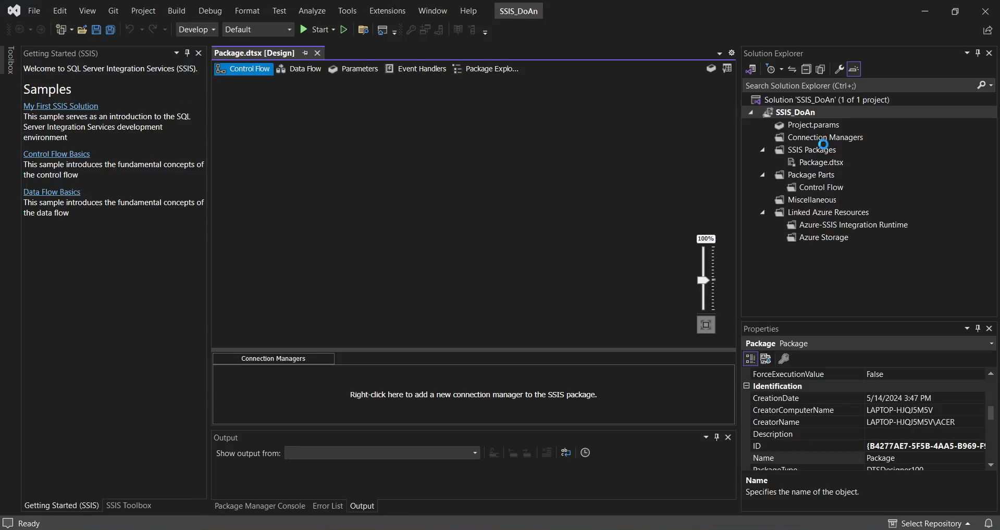 File Edit View Git Project Build Debug Format Test Analyze Tools Extensions Window Help SSIS_DoAn
Develop Default Start
Toolbox
Getting Started (SSIS)
Welcome to SQL Server Integration Services (SSIS).
Samples
My First SSIS Solution
This sample serves as an introduction to the SQL
Server Integration Services development
environment
Control Flow Basics
This sample introduces the fundamental concepts of
the control flow
Data Flow Basics
This sample introduces the fundamental concepts of
the data flow
Getting Started (SSIS) SSIS Toolbox
Package.dtsx [Design]
Control Flow Data Flow Parameters Event Handlers Package Explo...
100%
Connection Managers
Right-click here to add a new connection manager to the SSIS package.
Output
Show output from:
Package Manager Console Error List Output
Solution Explorer
Search Solution Explorer (Ctrl+;)
Solution 'SSIS_DoAn' (1 of 1 project)
SSIS_DoAn
Project.params
Connection Managers
SSIS Packages
Package.dtsx
Package Parts
Control Flow
Miscellaneous
Linked Azure Resources
Azure-SSIS Integration Runtime
Azure Storage
Properties
Package Package
ForceExecutionValue False
Identification
CreationDate 5/14/2024 3:47 PM
CreatorComputerName LAPTOP-HJQJ5M5V
CreatorName LAPTOP-HJQJ5M5V\ACER
Description
ID {B4277AE7-5F5B-4AA5-B969-F9
Name Package
PackageType DTSDesigner100
Name
Specifies the name of the object.
Ready Select Repository